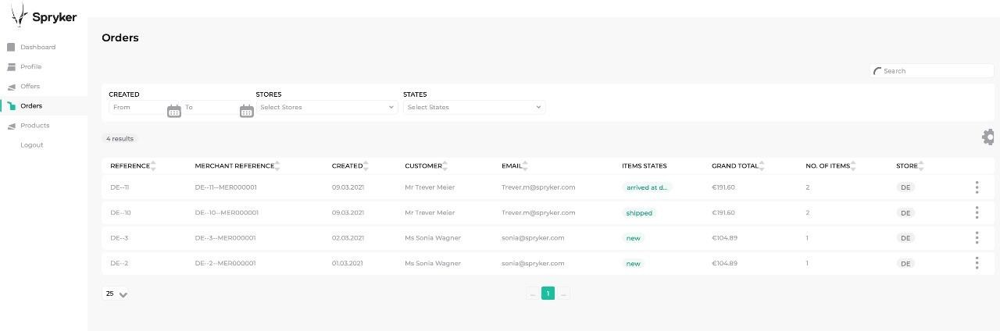 Spryker
Dashboard
Profile
Offers
Orders
Products
Logout
Orders
Search
CREATED STORES STATES
From To Select Stores Select States
4 results
REFERENCE MERCHANT REFERENCE CREATED CUSTOMER EMAIL ITEMS STATES GRAND TOTAL NO. OF ITEMS STORE
DE--11 DE--11--MER000001 09.03.2021 Mr Trever Meier Trever.m@spryker.com arrived at d... €191.60 2 DE
DE--10 DE--10--MER000001 09.03.2021 Mr Trever Meier Trever.m@spryker.com shipped €191.60 2 DE
DE--3 DE--3--MER000001 02.03.2021 Ms Sonia Wagner sonia@spryker.com new €104.89 1 DE
DE--2 DE--2--MER000001 01.03.2021 Ms Sonia Wagner sonia@spryker.com new €104.89 1 DE
25 ... 1 ...